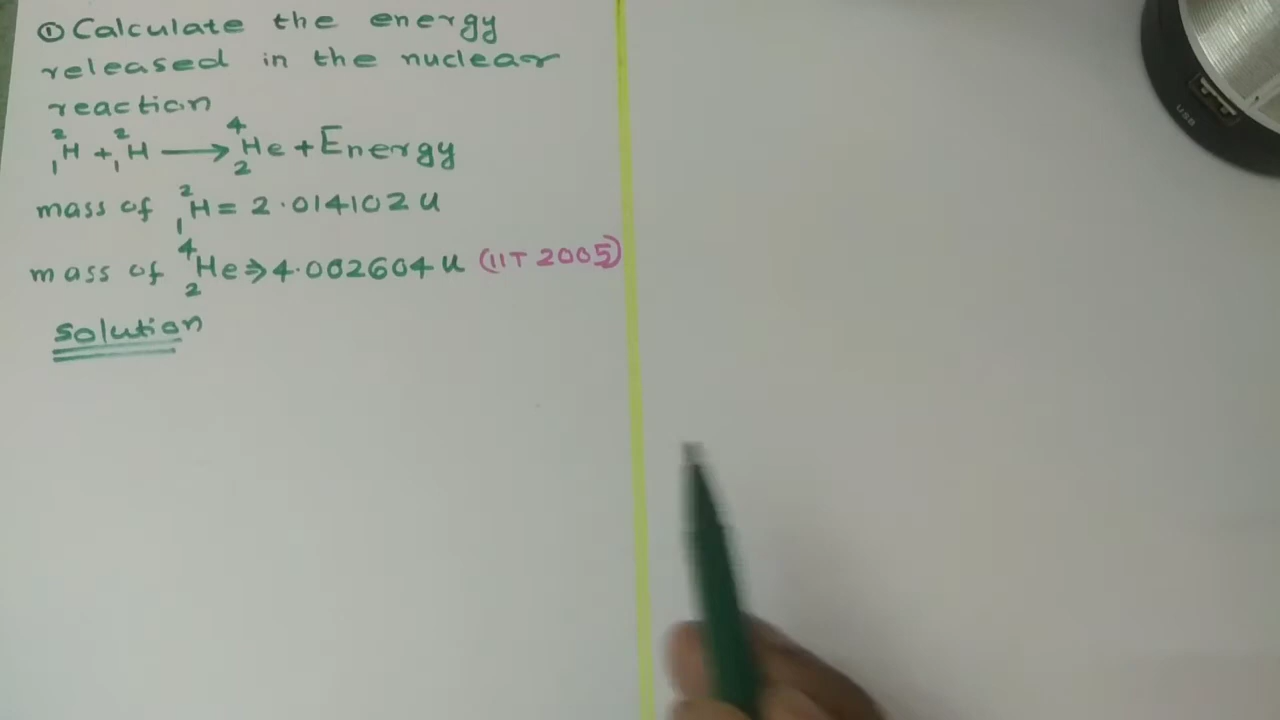 ① Calculate the energy
released in the nuclear
reaction
²₁H + ²₁H ⟶ ⁴₂He + Energy
mass of ²₁H = 2.014102 u
mass of ⁴₂He ⇒ 4.002604 u (IIT 2005)
Solution
USB